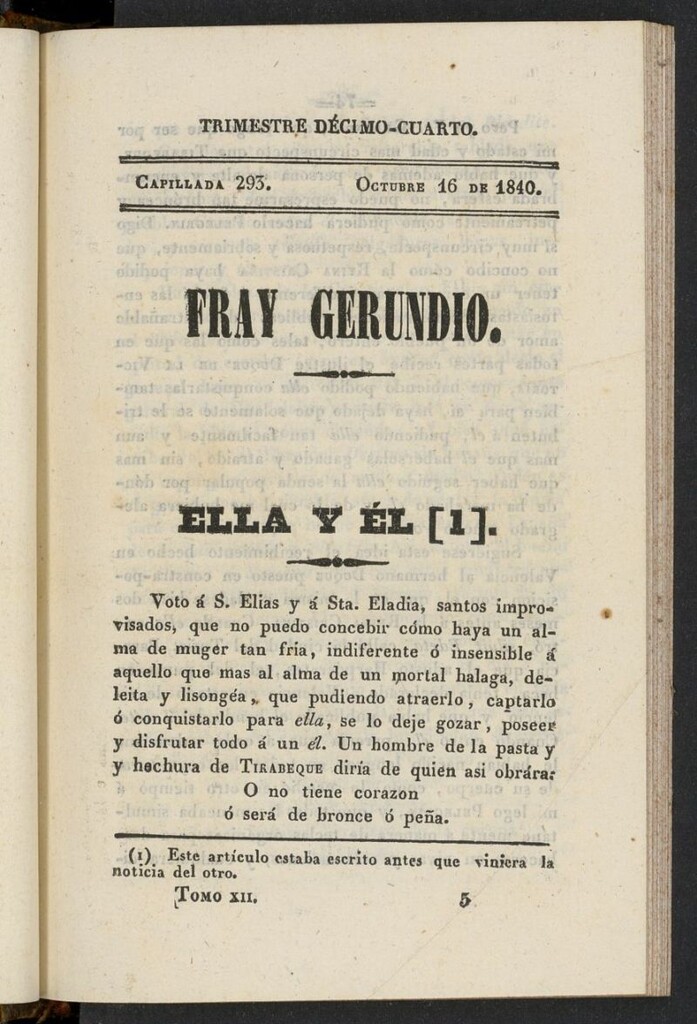 TRIMESTRE DÉCIMO-CUARTO.
CAPILLADA 293. OCTUBRE 16 DE 1840.
FRAY GERUNDIO.
ELLA Y ÉL [1].
Voto á S. Elias y á Sta. Eladia, santos impro-
visados, que no puedo concebir cómo haya un al-
ma de muger tan fria, indiferente ó insensible á
aquello que mas al alma de un mortal halaga, de-
leita y lisongéa, que pudiendo atraerlo, captarlo
ó conquistarlo para ella, se lo deje gozar, poseer
y disfrutar todo á un él. Un hombre de la pasta y
y hechura de TIRABEQUE diría de quien asi obrára:
O no tiene corazon
ó será de bronce ó peña.
(1) Este artículo estaba escrito antes que viniera la
noticia del otro.
TOMO XII. 5